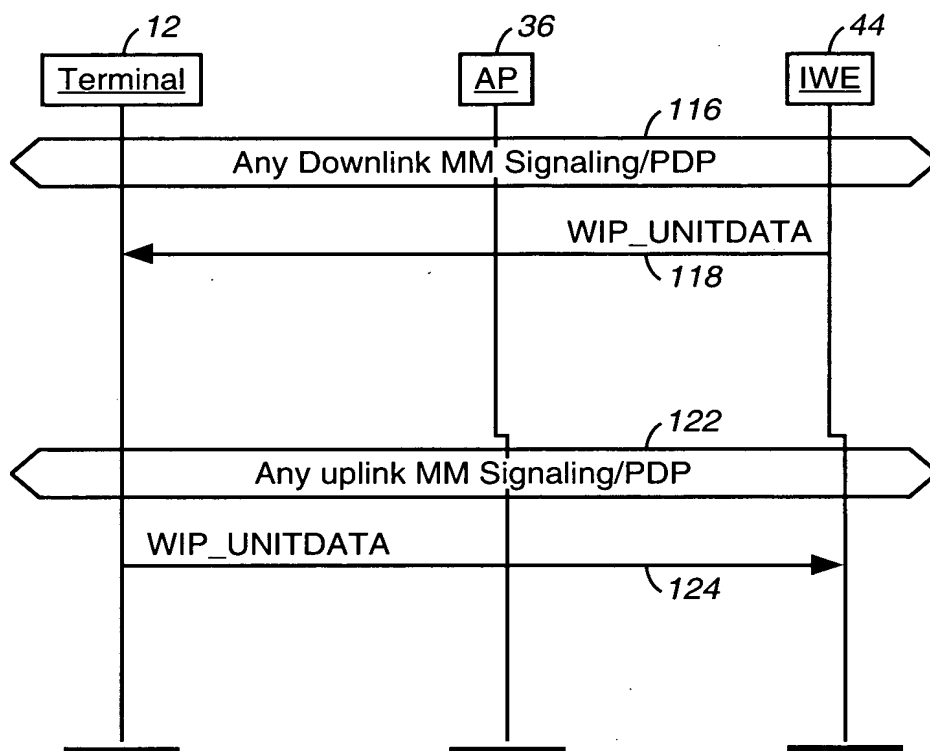 12 36 44
Terminal AP IWE
116
Any Downlink MM Signaling/PDP
WIP_UNITDATA
118
122
Any uplink MM Signaling/PDP
WIP_UNITDATA
124